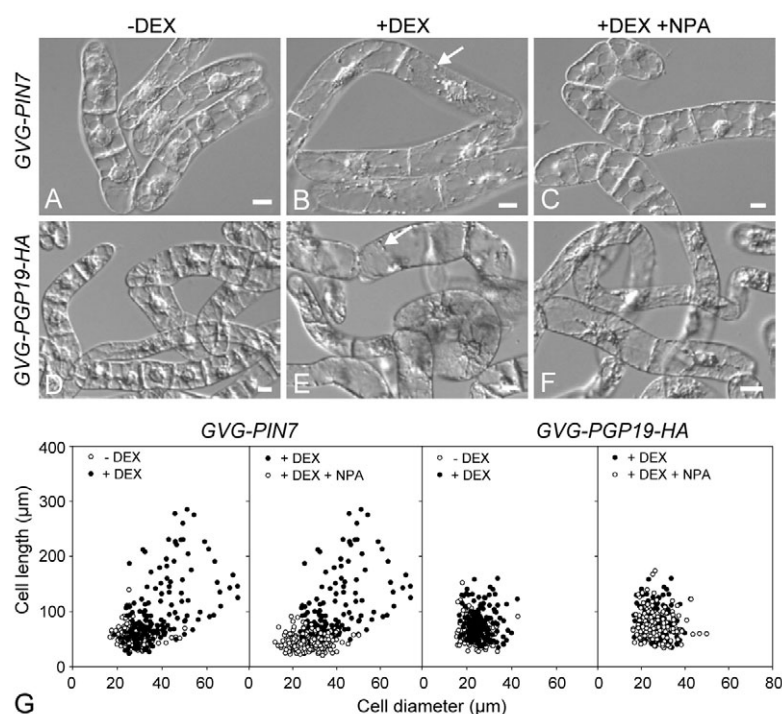 -DEX +DEX +DEX +NPA
GVG-PIN7
A B C
GVG-PGP19-HA
D E F
GVG-PIN7 GVG-PGP19-HA
400
300
200
100
0
Cell length (µm)
- DEX
+ DEX
+ DEX
+ DEX + NPA
- DEX
+ DEX
+ DEX
+ DEX + NPA
0 20 40 60 0 20 40 60 0 20 40 60 0 20 40 60 80
Cell diameter (µm)
G